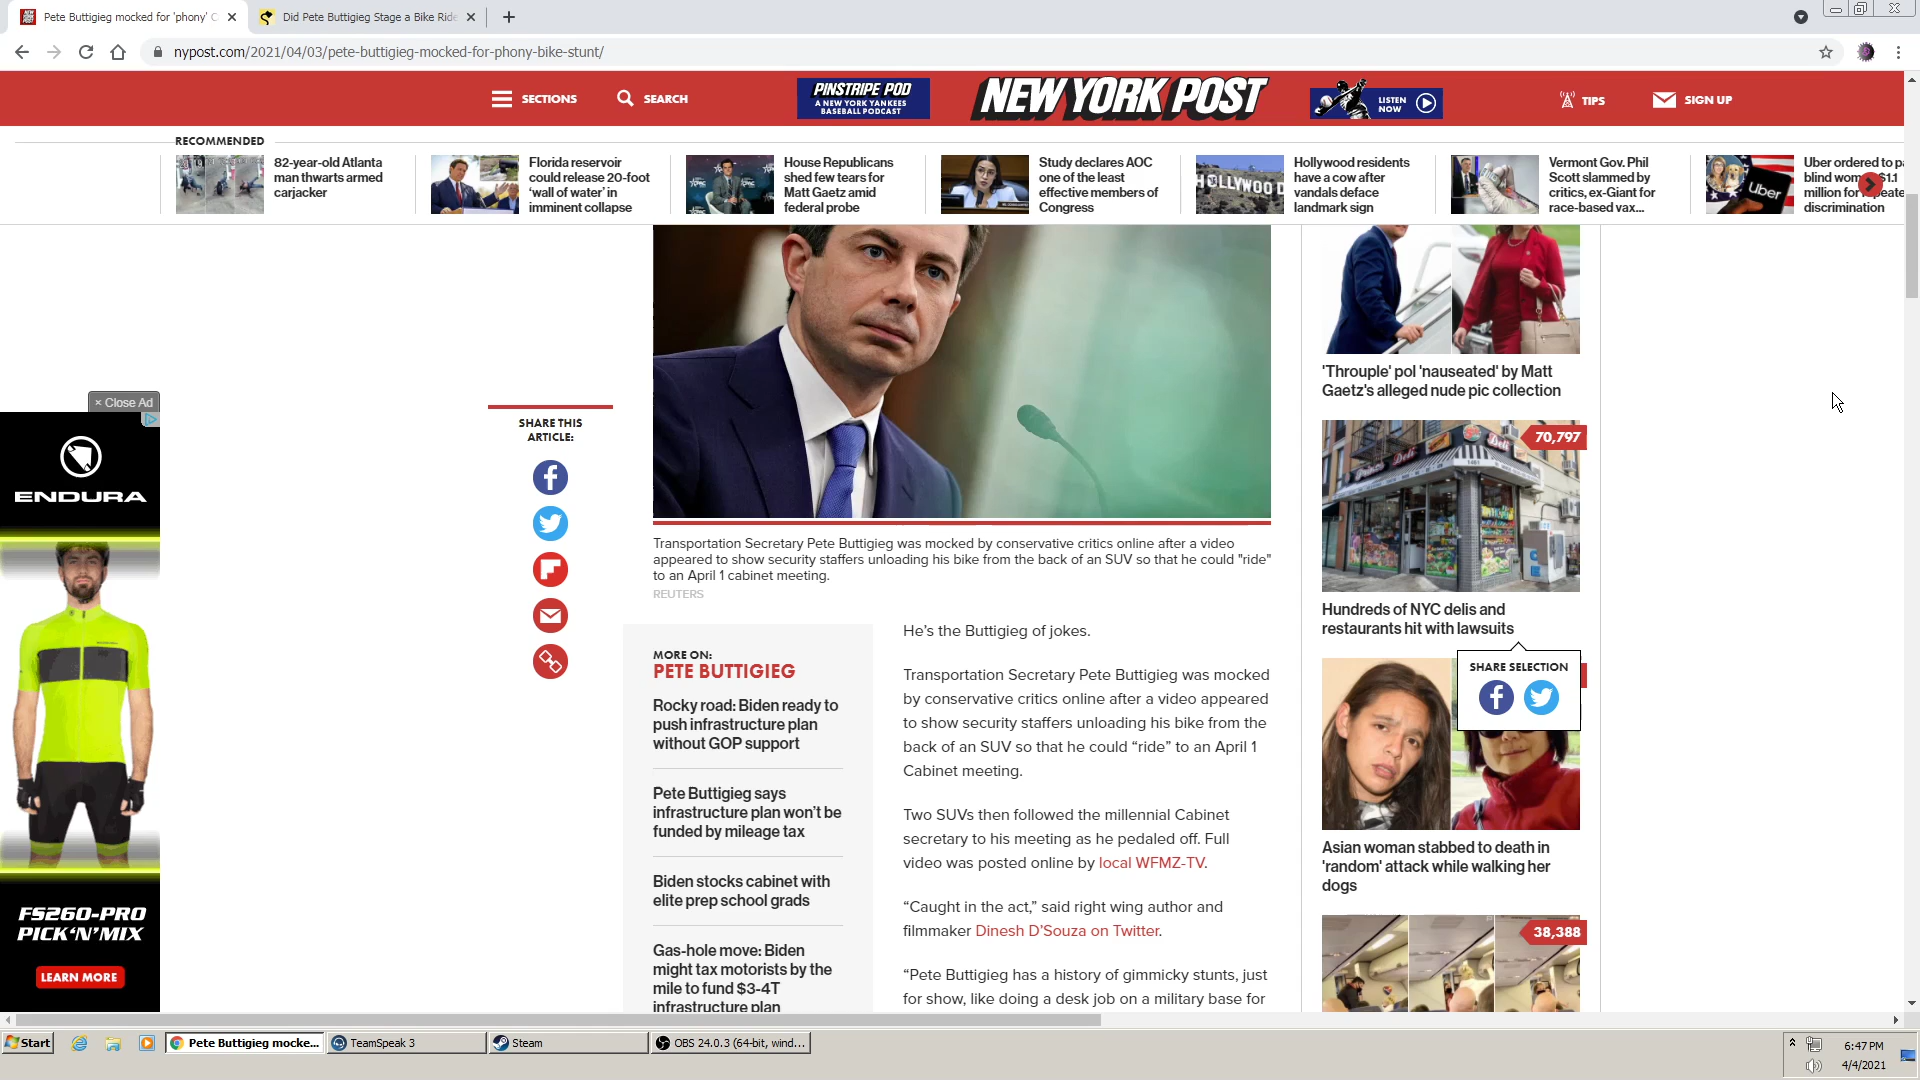 Pete Buttigieg mocked for 'phony'
Did Pete Buttigieg Stage a Bike Ride
nypost.com/2021/04/03/pete-buttigieg-mocked-for-phony-bike-stunt/
SECTIONS
SEARCH
PINSTRIPE POD
A NEW YORK YANKEES
BASEBALL PODCAST
NEW YORK POST
LISTEN
NOW
TIPS
SIGN UP
RECOMMENDED
82-year-old Atlanta
man thwarts armed
carjacker
Florida reservoir
could release 20-foot
‘wall of water’ in
imminent collapse
House Republicans
shed few tears for
Matt Gaetz amid
federal probe
Study declares AOC
one of the least
effective members of
Congress
HOLLYWOOD
Hollywood residents
have a cow after
vandals deface
landmark sign
Vermont Gov. Phil
Scott slammed by
critics, ex-Giant for
race-based vax...
Uber
Uber ordered to
blind $1.1
million for
discrimination
× Close Ad
ENDURA
FS260-PRO
PICK‘N’MIX
LEARN MORE
SHARE THIS
ARTICLE:
Transportation Secretary Pete Buttigieg was mocked by conservative critics online after a video
appeared to show security staffers unloading his bike from the back of an SUV so that he could "ride"
to an April 1 cabinet meeting.
REUTERS
MORE ON:
PETE BUTTIGIEG
Rocky road: Biden ready to
push infrastructure plan
without GOP support
Pete Buttigieg says
infrastructure plan won’t be
funded by mileage tax
Biden stocks cabinet with
elite prep school grads
Gas-hole move: Biden
might tax motorists by the
mile to fund $3-4T
infrastructure plan
He’s the Buttigieg of jokes.
Transportation Secretary Pete Buttigieg was mocked
by conservative critics online after a video appeared
to show security staffers unloading his bike from the
back of an SUV so that he could “ride” to an April 1
Cabinet meeting.
Two SUVs then followed the millennial Cabinet
secretary to his meeting as he pedaled off. Full
video was posted online by local WFMZ-TV.
“Caught in the act,” said right wing author and
filmmaker Dinesh D’Souza on Twitter.
“Pete Buttigieg has a history of gimmicky stunts, just
for show, like doing a desk job on a military base for
'Throuple' pol 'nauseated' by Matt
Gaetz's alleged nude pic collection
70,797
Deli
Hundreds of NYC delis and
restaurants hit with lawsuits
SHARE SELECTION
Asian woman stabbed to death in
'random' attack while walking her
dogs
38,388
Start
Pete Buttigieg mocke...
TeamSpeak 3
Steam
OBS 24.0.3 (64-bit, wind...
6:47 PM
4/4/2021